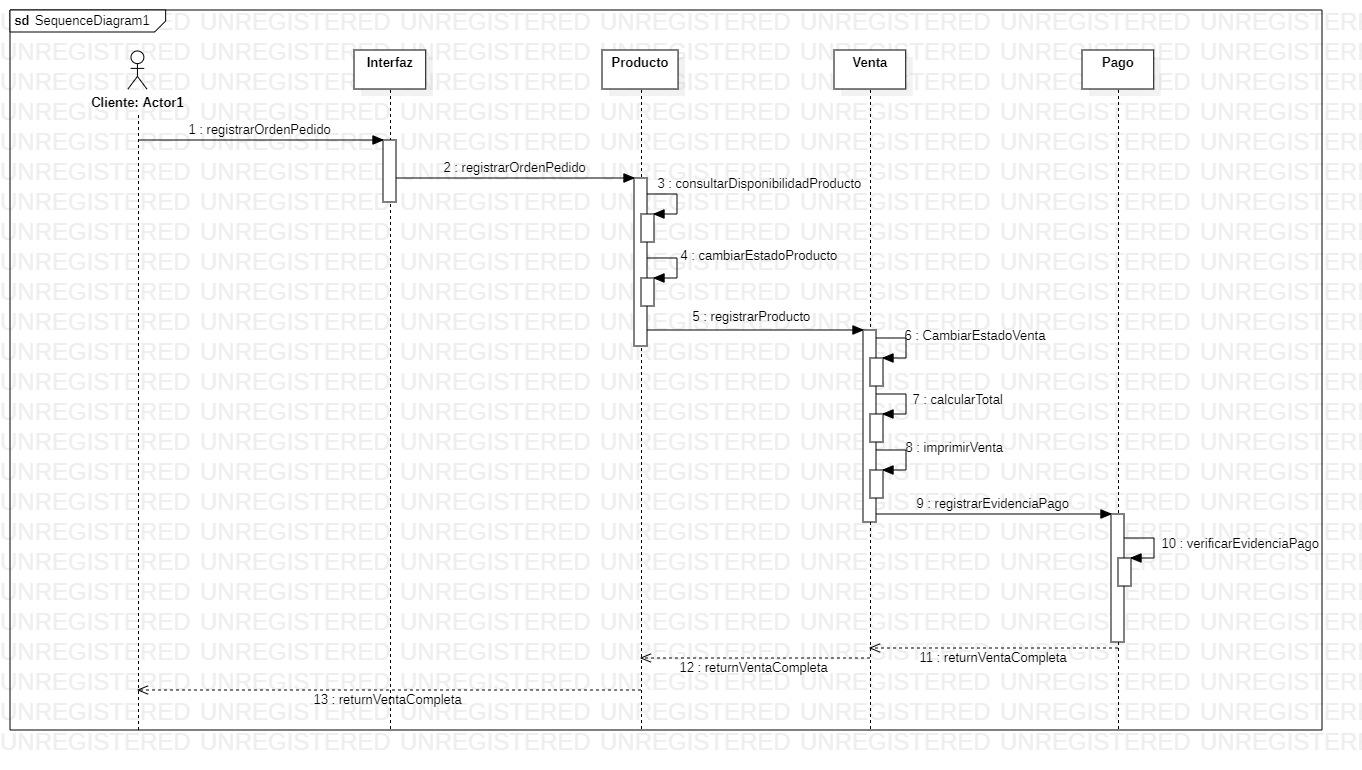 sd SequenceDiagram1
Interfaz
Producto
Venta
Pago
Cliente: Actor1
1 : registrarOrdenPedido
2 : registrarOrdenPedido
3 : consultarDisponibilidadProducto
4 : cambiarEstadoProducto
5 : registrarProducto
6 : CambiarEstadoVenta
7 : calcularTotal
8 : imprimirVenta
9 : registrarEvidenciaPago
10 : verificarEvidenciaPago
11 : returnVentaCompleta
12 : returnVentaCompleta
13 : returnVentaCompleta
UNREGISTERED